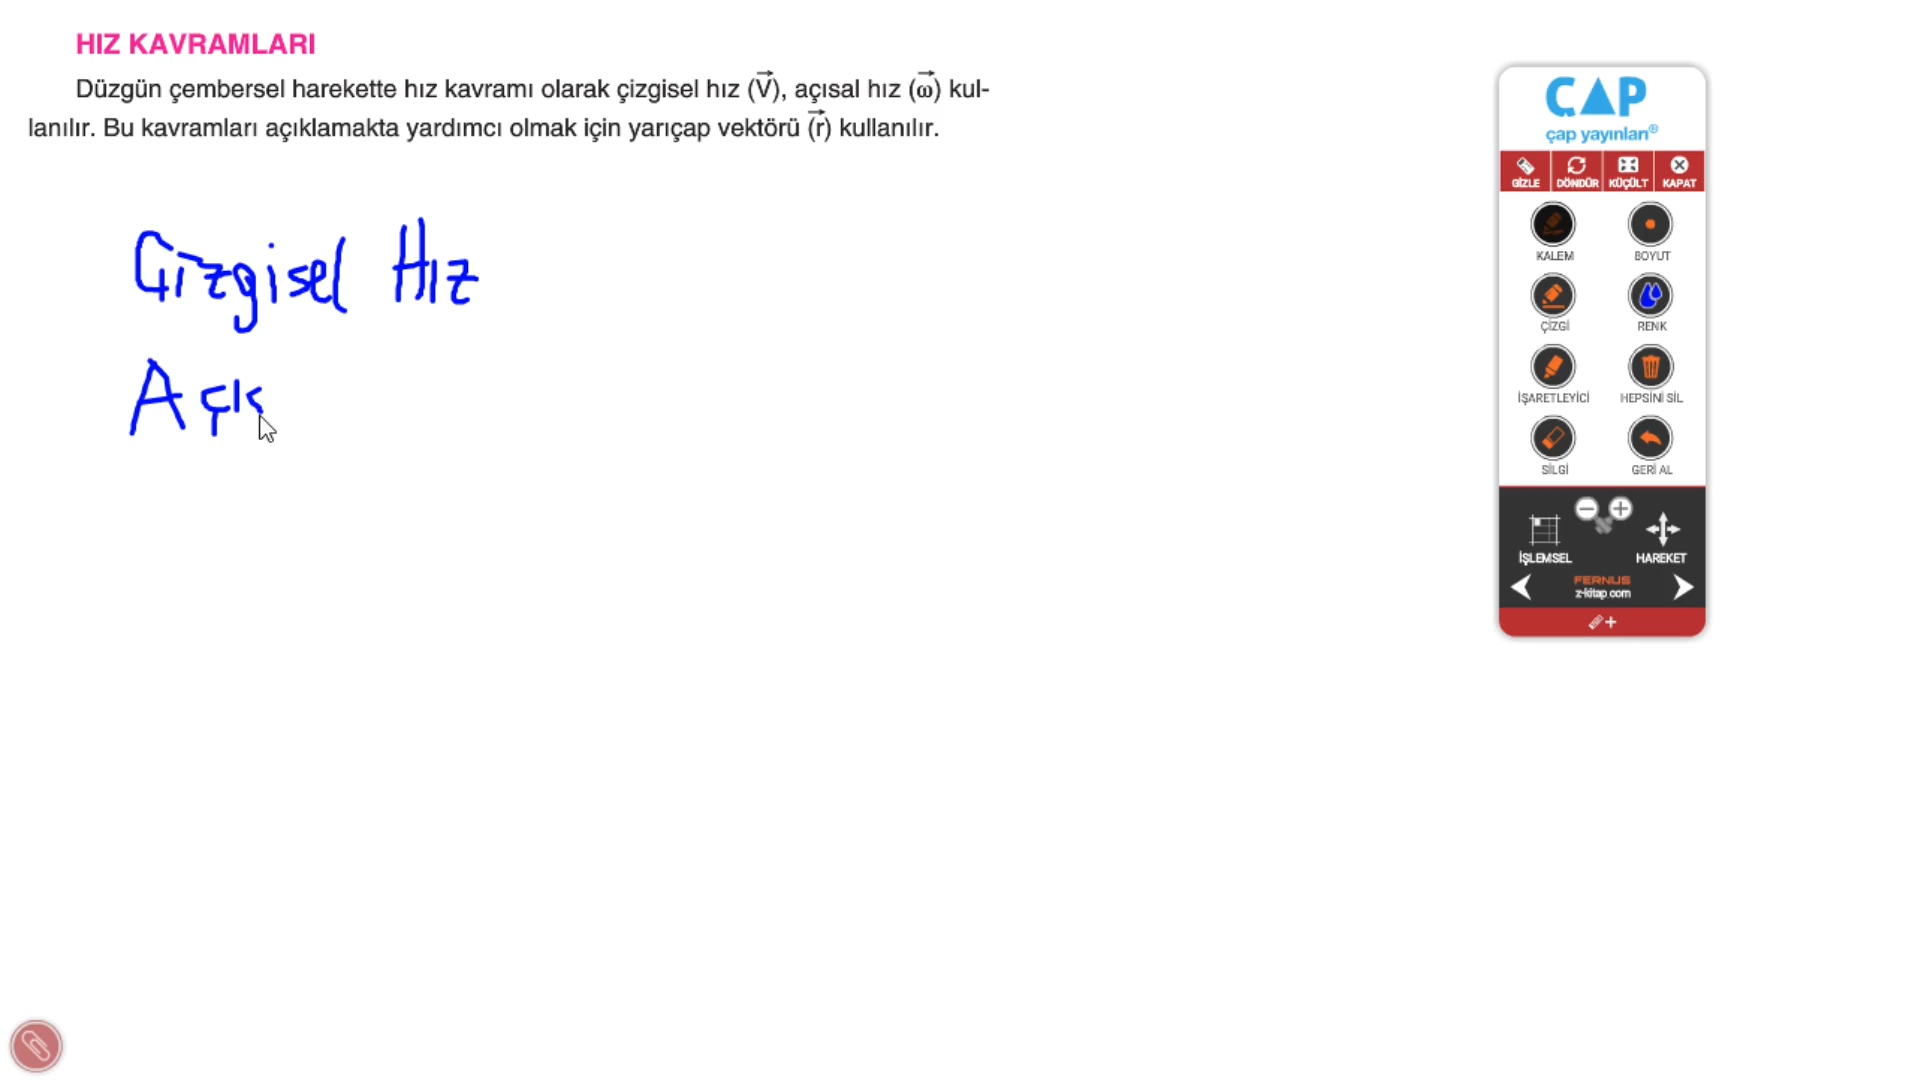 HIZ KAVRAMLARI
Düzgün çembersel harekette hız kavramı olarak çizgisel hız (V⃗), açısal hız (ω⃗) kul-
lanılır. Bu kavramları açıklamakta yardımcı olmak için yarıçap vektörü (r⃗) kullanılır.
Çizgisel Hız
Açıs
ÇAP
çap yayınları®
GİZLE DÖNDÜR KÜÇÜLT KAPAT
KALEM BOYUT
ÇİZGİ RENK
İŞARETLEYİCİ HEPSİNİ SİL
SİLGİ GERİ AL
İŞLEMSEL HAREKET
FERNUS
z-kitap.com